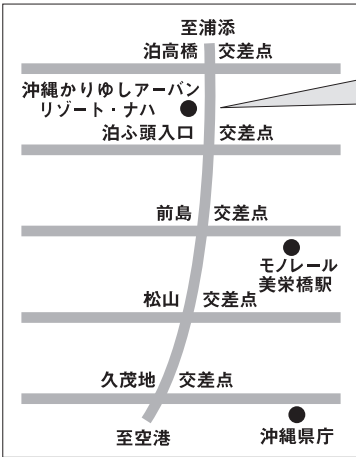 至浦添
泊高橋 交差点
沖縄かりゆしアーバン
リゾート・ナハ
泊ふ頭入口 交差点
前島 交差点
モノレール
美栄橋駅
松山 交差点
久茂地 交差点
至空港
沖縄県庁